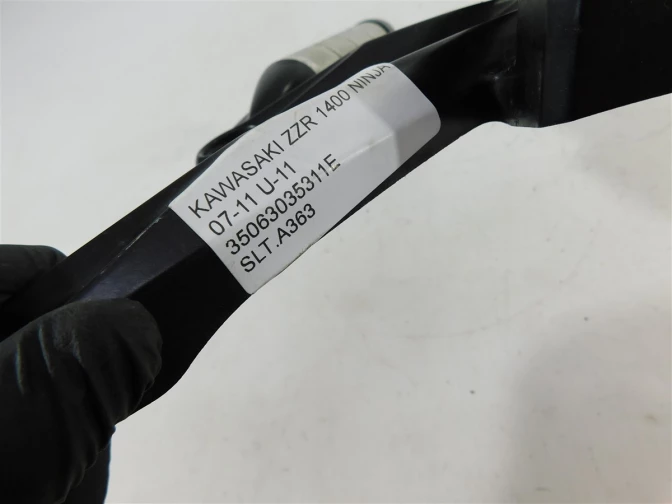 KAWASAKI ZZR 1400 NINJA
07-11 U-11
35063035311E
SLT.A363